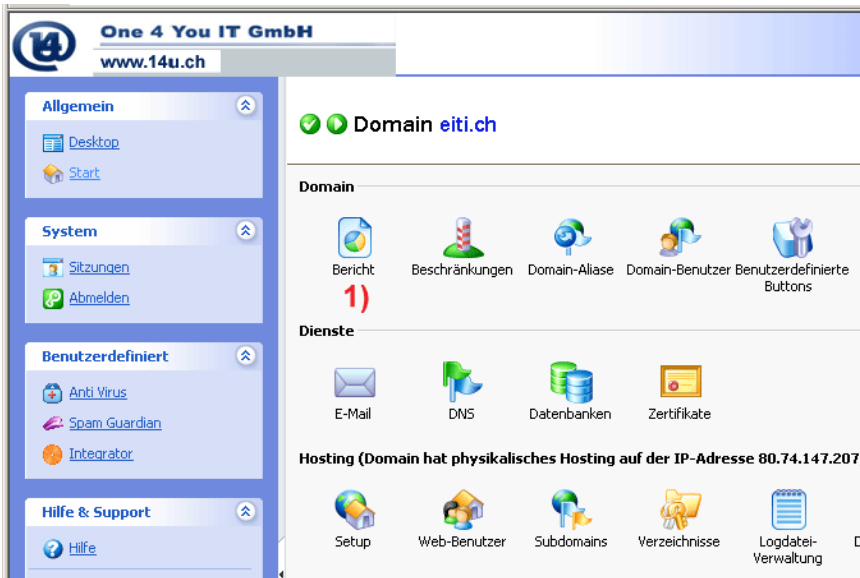 14
One 4 You IT GmbH
www.14u.ch
Allgemein
Desktop
Start
System
Sitzungen
Abmelden
Benutzerdefiniert
Anti Virus
Spam Guardian
Integrator
Hilfe & Support
Hilfe
Domain eiti.ch
Domain
Bericht
Beschränkungen
Domain-Aliase
Domain-Benutzer
Benutzerdefinierte
Buttons
1)
Dienste
E-Mail
DNS
Datenbanken
Zertifikate
Hosting (Domain hat physikalisches Hosting auf der IP-Adresse 80.74.147.207
Setup
Web-Benutzer
Subdomains
Verzeichnisse
Logdatei-
Verwaltung